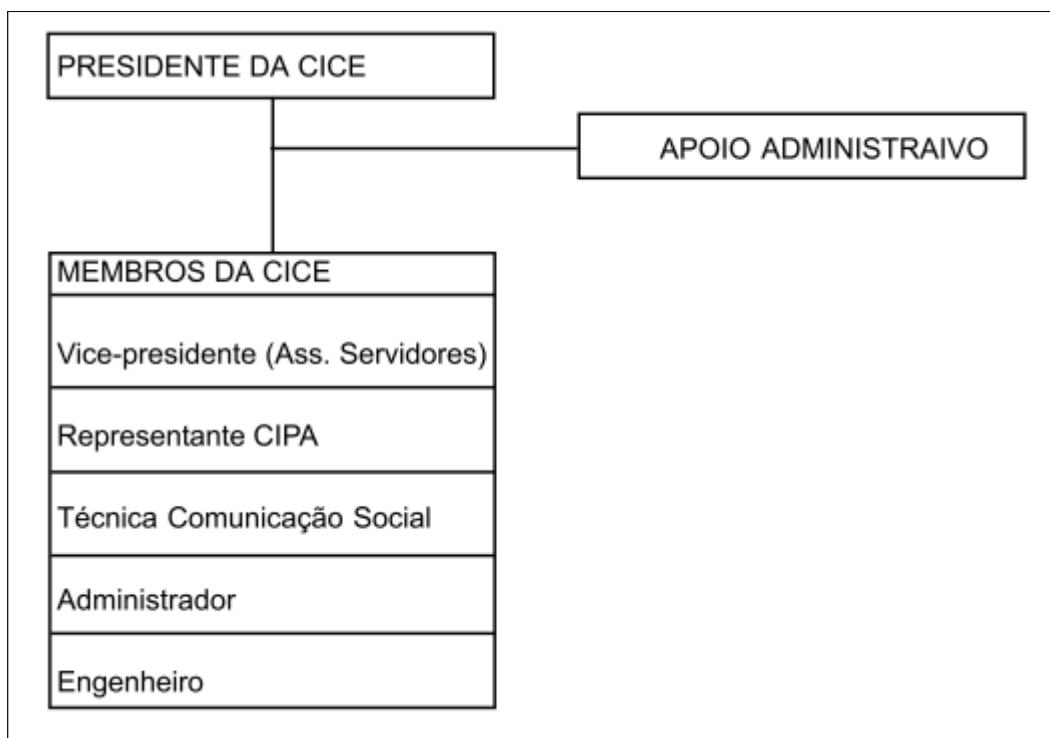 PRESIDENTE DA CICE
APOIO ADMINISTRAIVO
MEMBROS DA CICE
Vice-presidente (Ass. Servidores)
Representante CIPA
Técnica Comunicação Social
Administrador
Engenheiro